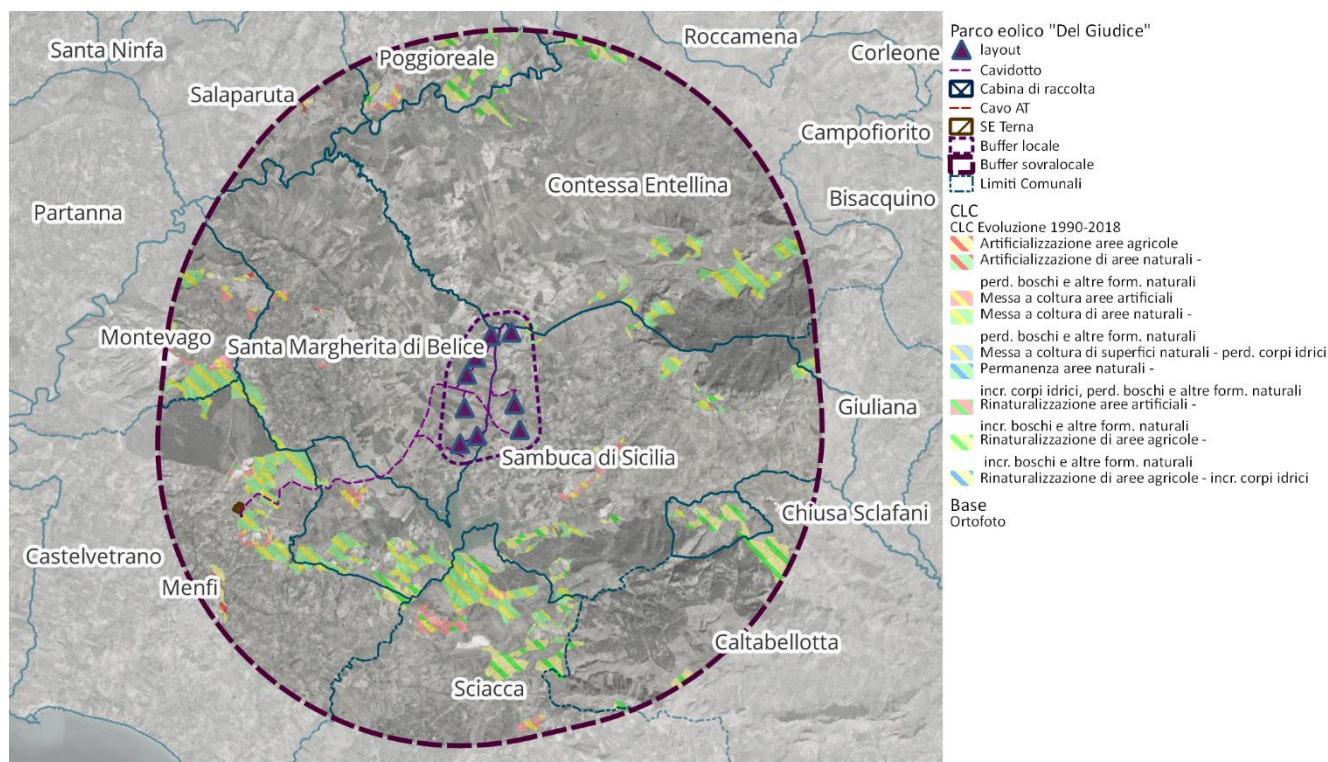 Santa Ninfa
Poggioreale
Roccamena
Corleone
Salaparuta
Campofiorito
Contessa Entellina
Bisacquino
Partanna
Montevago
Santa Margherita di Belice
Giuliana
Sambuca di Sicilia
Chiusa Sclafani
Castelvetrano
Menfi
Caltabellotta
Sciacca
Parco eolico "Del Giudice"
layout
Cavidotto
Cabina di raccolta
Cavo AT
SE Terna
Buffer locale
Buffer sovralocale
Limiti Comunali
CLC
CLC Evoluzione 1990-2018
Artificializzazione aree agricole
Artificializzazione di aree naturali -
perd. boschi e altre form. naturali
Messa a coltura aree artificiali
Messa a coltura di aree naturali -
perd. boschi e altre form. naturali
Messa a coltura di superfici naturali - perd. corpi idrici
Permanenza aree naturali -
incr. corpi idrici, perd. boschi e altre form. naturali
Rinaturalizzazione aree artificiali -
incr. boschi e altre form. naturali
Rinaturalizzazione di aree agricole -
incr. boschi e altre form. naturali
Rinaturalizzazione di aree agricole - incr. corpi idrici
Base
Ortofoto